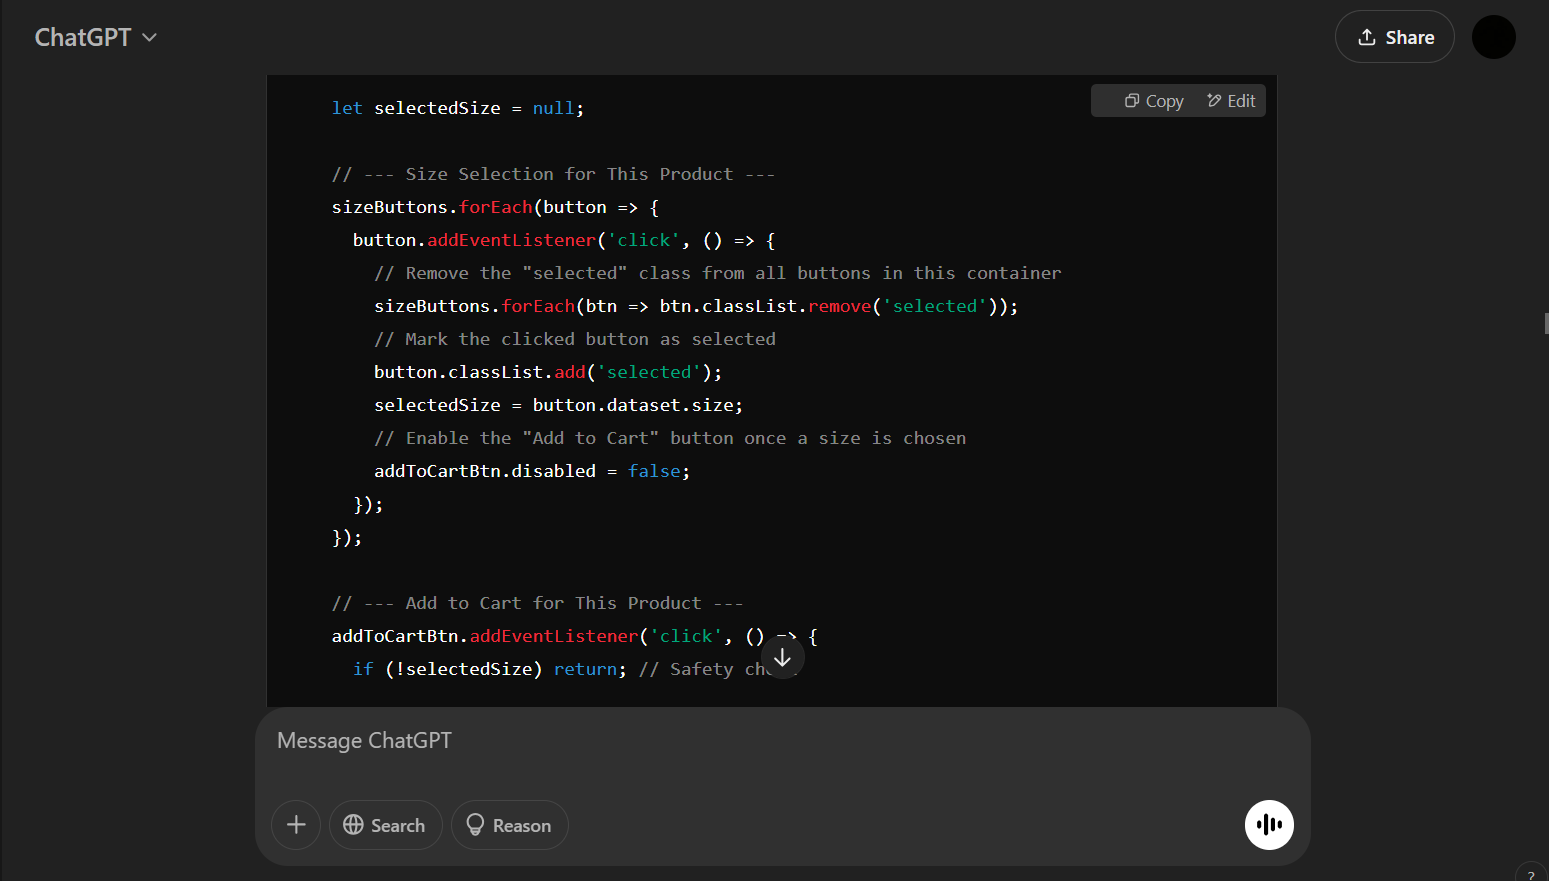 ChatGPT
Share
Copy Edit
let selectedSize = null;
// --- Size Selection for This Product ---
sizeButtons.forEach(button => {
button.addEventListener('click', () => {
// Remove the "selected" class from all buttons in this container
sizeButtons.forEach(btn => btn.classList.remove('selected'));
// Mark the clicked button as selected
button.classList.add('selected');
selectedSize = button.dataset.size;
// Enable the "Add to Cart" button once a size is chosen
addToCartBtn.disabled = false;
});
});
// --- Add to Cart for This Product ---
addToCartBtn.addEventListener('click', () => {
if (!selectedSize) return; // Safety
Message ChatGPT
Search Reason
?